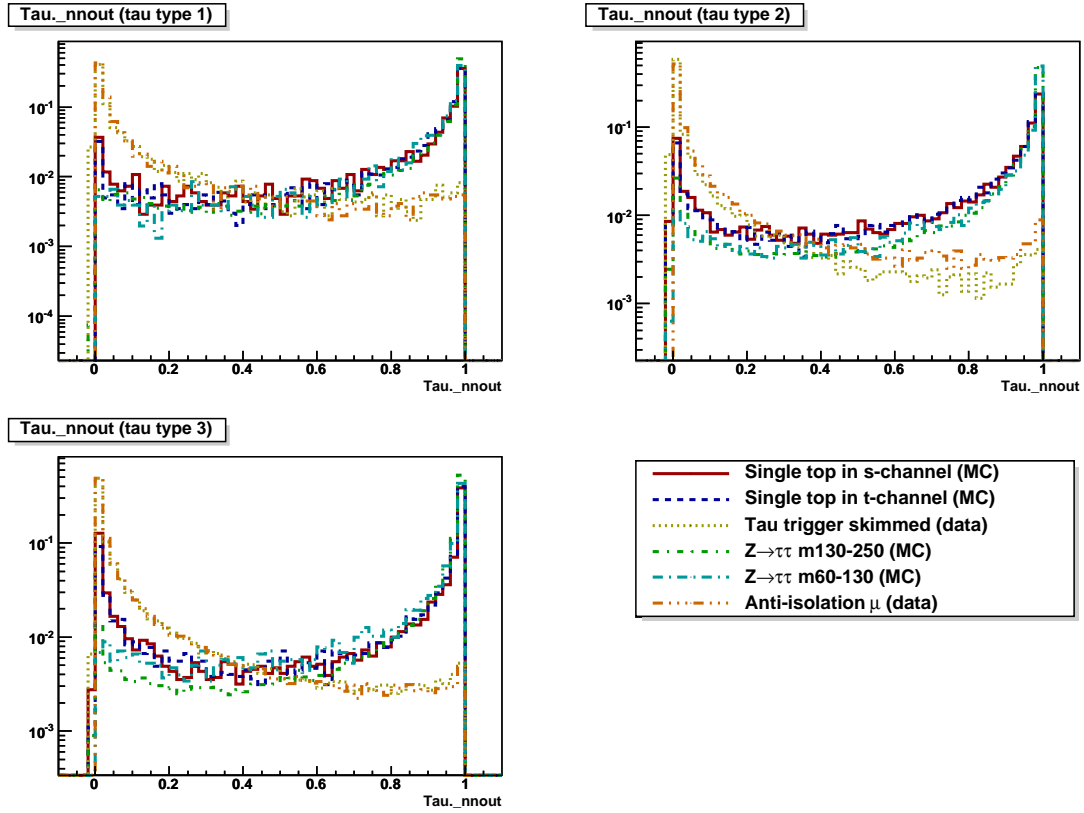 Tau._nnout (tau type 1)
10⁻¹
10⁻²
10⁻³
10⁻⁴
0 0.2 0.4 0.6 0.8 1
Tau._nnout
Tau._nnout (tau type 2)
10⁻¹
10⁻²
10⁻³
0 0.2 0.4 0.6 0.8 1
Tau._nnout
Tau._nnout (tau type 3)
10⁻¹
10⁻²
10⁻³
0 0.2 0.4 0.6 0.8 1
Tau._nnout
Single top in s-channel (MC)
Single top in t-channel (MC)
Tau trigger skimmed (data)
Z→ττ m130-250 (MC)
Z→ττ m60-130 (MC)
Anti-isolation μ (data)